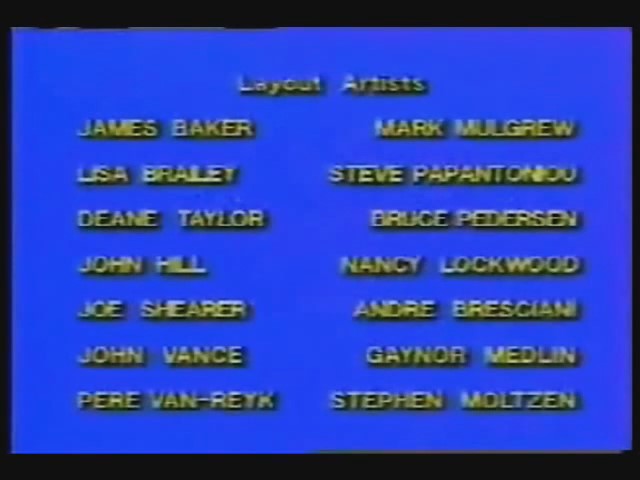 Layout Artists
JAMES BAKER MARK MULGREW
LISA BRAILEY STEVE PAPANTONIOU
DEANE TAYLOR BRUCE PEDERSEN
JOHN HILL NANCY LOCKWOOD
JOE SHEARER ANDRE BRESCIANI
JOHN VANCE GAYNOR MEDLIN
PERE VAN-REYK STEPHEN MOLTZEN